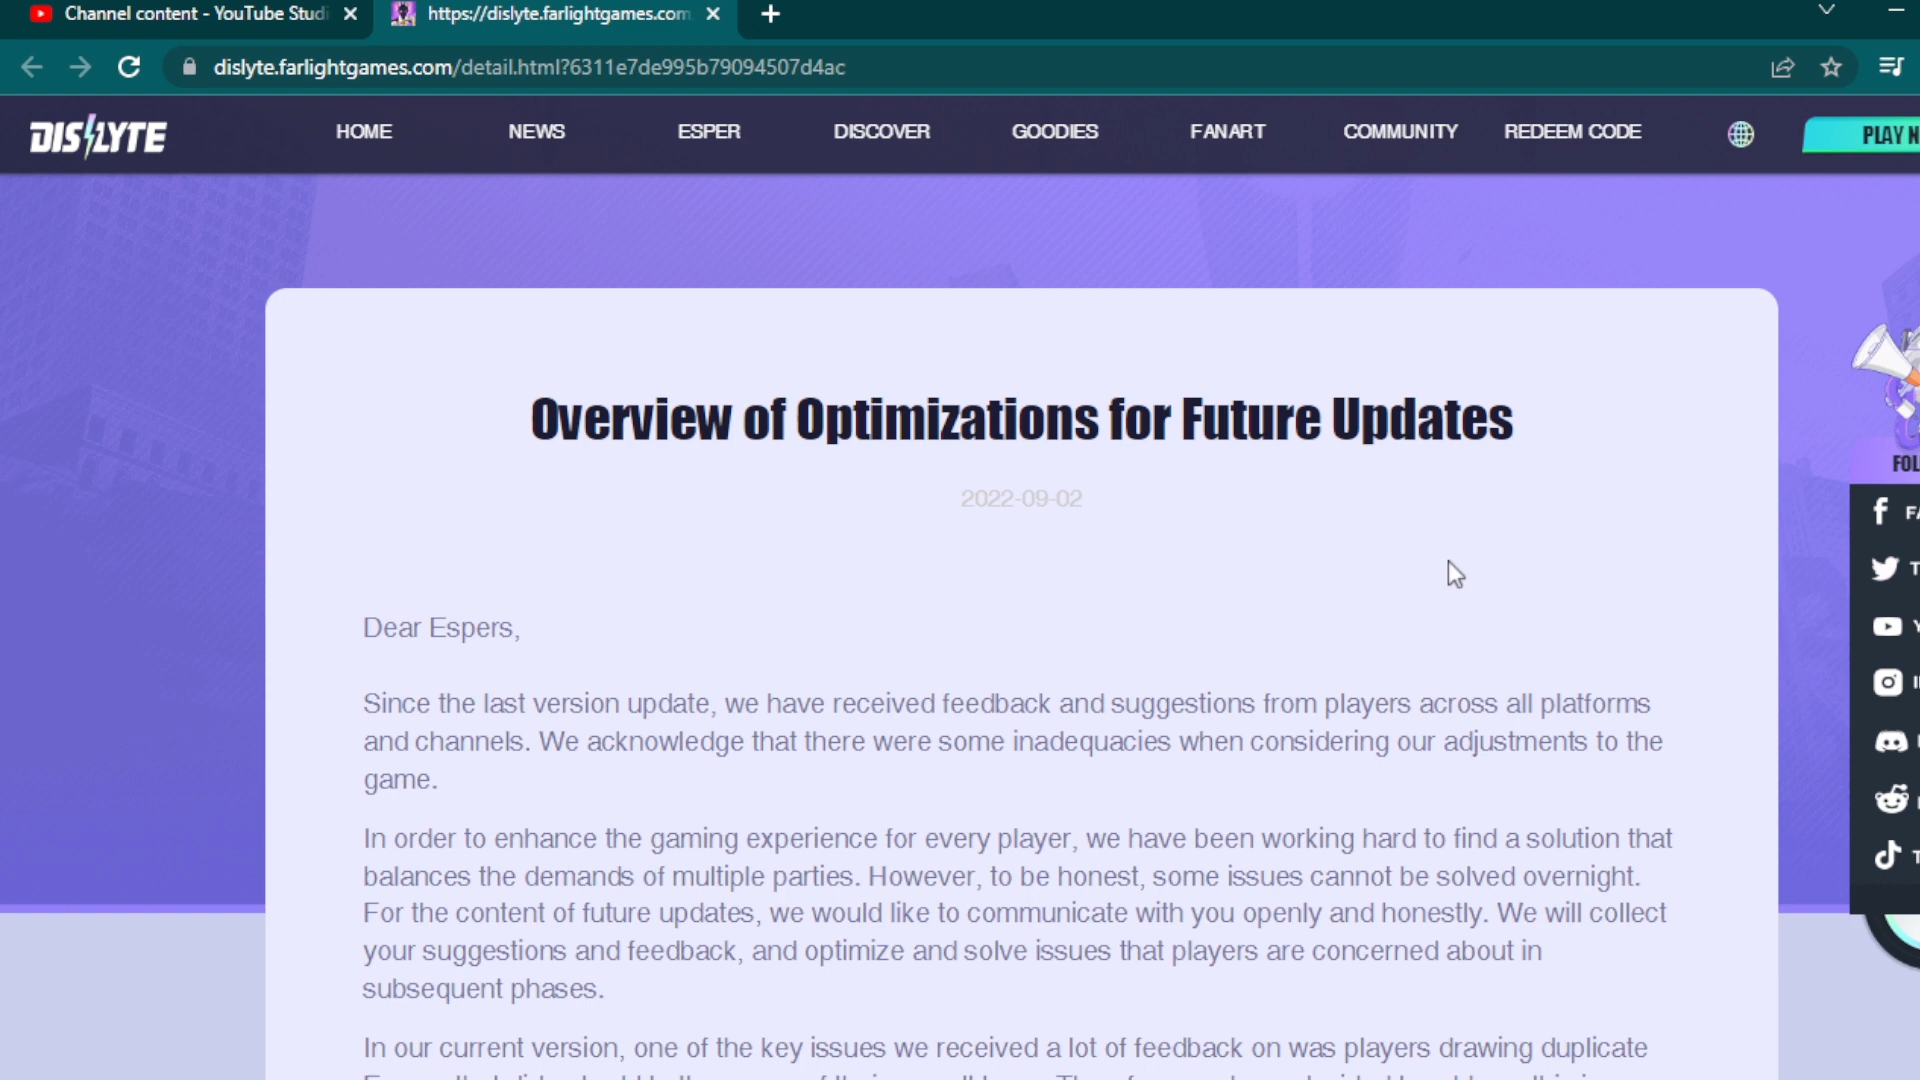 Channel content - YouTube Studi
https://dislyte.farlightgames.com
dislyte.farlightgames.com/detail.html?6311e7de995b79094507d4ac
DISLYTE
HOME NEWS ESPER DISCOVER GOODIES FANART COMMUNITY REDEEM CODE
PLAY N
Overview of Optimizations for Future Updates
2022-09-02
Dear Espers,
Since the last version update, we have received feedback and suggestions from players across all platforms
and channels. We acknowledge that there were some inadequacies when considering our adjustments to the
game.
In order to enhance the gaming experience for every player, we have been working hard to find a solution that
balances the demands of multiple parties. However, to be honest, some issues cannot be solved overnight.
For the content of future updates, we would like to communicate with you openly and honestly. We will collect
your suggestions and feedback, and optimize and solve issues that players are concerned about in
subsequent phases.
In our current version, one of the key issues we received a lot of feedback on was players drawing duplicate
FOL
FA
T
Y